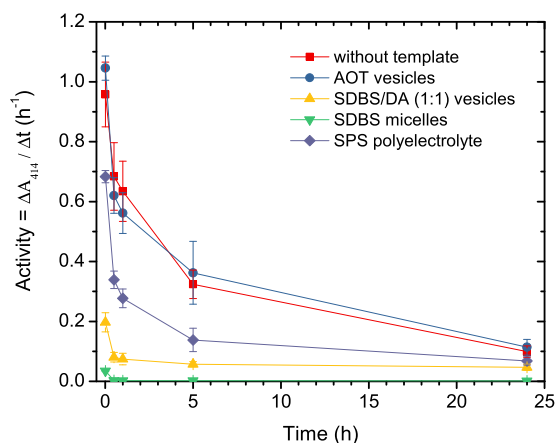 Activity = ΔA₄₁₄ / Δt (h⁻¹)
1.2
1.0
0.8
0.6
0.4
0.2
0.0
without template
AOT vesicles
SDBS/DA (1:1) vesicles
SDBS micelles
SPS polyelectrolyte
0 5 10 15 20 25
Time (h)